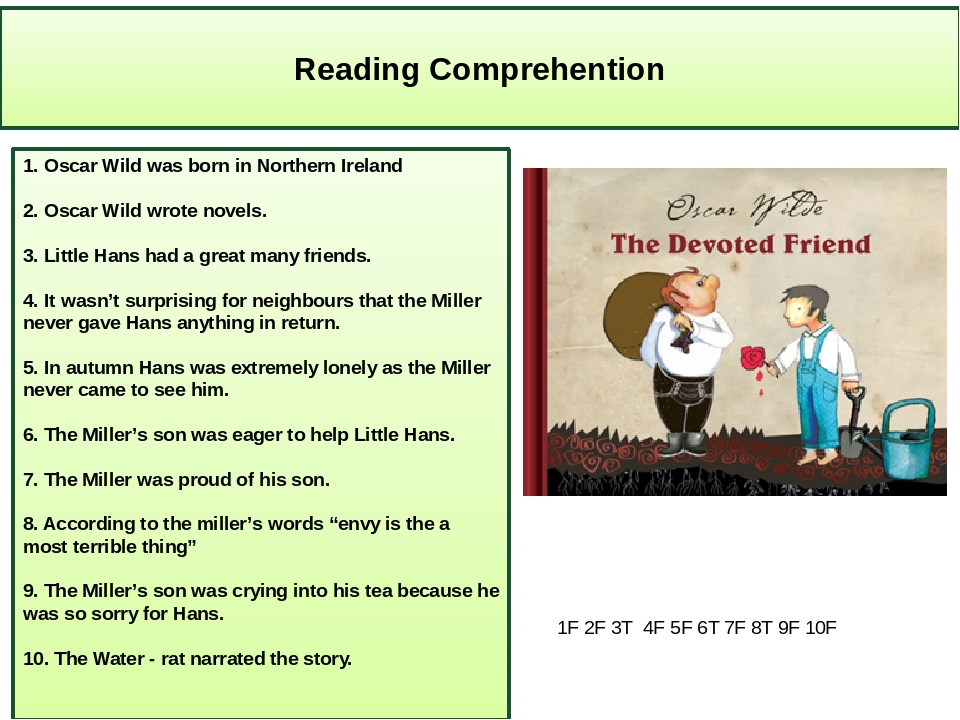 Reading Comprehention
1. Oscar Wild was born in Northern Ireland
2. Oscar Wild wrote novels.
3. Little Hans had a great many friends.
4. It wasn’t surprising for neighbours that the Miller
never gave Hans anything in return.
5. In autumn Hans was extremely lonely as the Miller
never came to see him.
6. The Miller’s son was eager to help Little Hans.
7. The Miller was proud of his son.
8. According to the miller’s words “envy is the a
most terrible thing”
9. The Miller’s son was crying into his tea because he
was so sorry for Hans.
10. The Water - rat narrated the story.
Oscar Wilde
The Devoted Friend
1F 2F 3T  4F 5F 6T 7F 8T 9F 10F